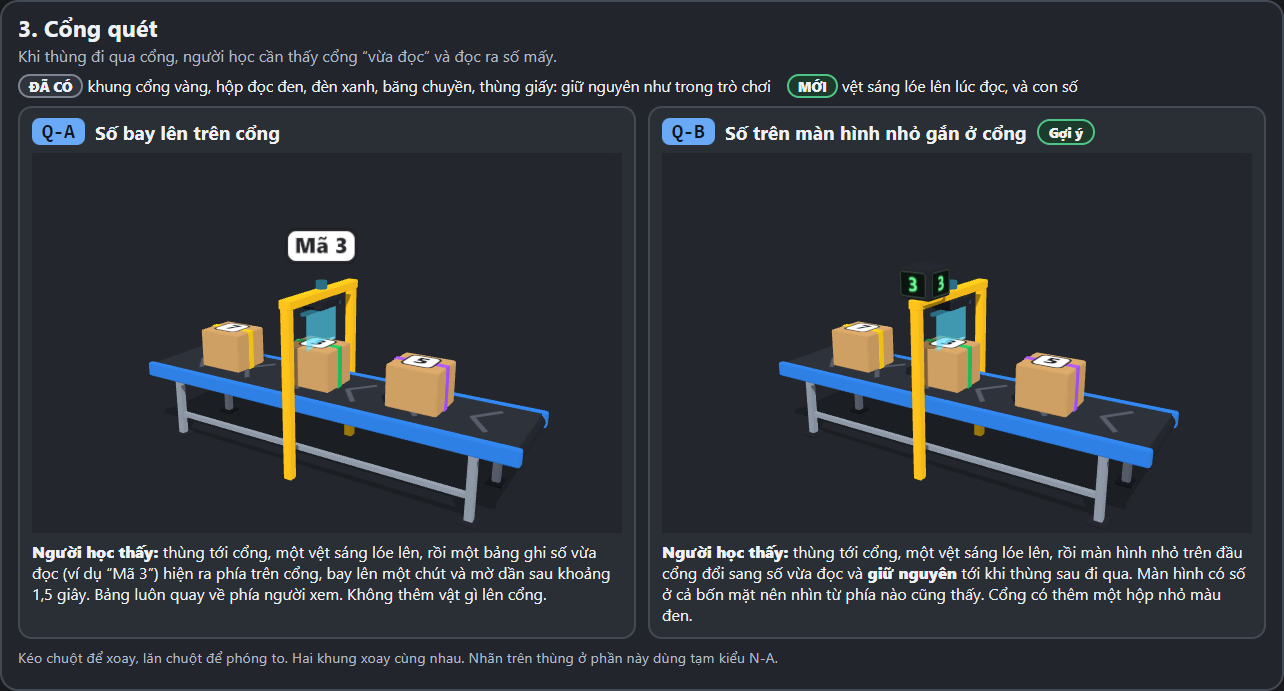 3. Cổng quét
Khi thùng đi qua cổng, người học cần thấy cổng “vừa đọc” và đọc ra số mấy.
ĐÃ CÓ khung cổng vàng, hộp đọc đen, đèn xanh, băng chuyền, thùng giấy: giữ nguyên như trong trò chơi MỚI vệt sáng lóe lên lúc đọc, và con số
Q-A Số bay lên trên cổng
Mã 3
1
5
Người học thấy: thùng tới cổng, một vệt sáng lóe lên, rồi một bảng ghi số vừa
đọc (ví dụ “Mã 3”) hiện ra phía trên cổng, bay lên một chút và mờ dần sau khoảng
1,5 giây. Bảng luôn quay về phía người xem. Không thêm vật gì lên cổng.
Q-B Số trên màn hình nhỏ gắn ở cổng Gợi ý
3 3
1
5
Người học thấy: thùng tới cổng, một vệt sáng lóe lên, rồi màn hình nhỏ trên đầu
cổng đổi sang số vừa đọc và giữ nguyên tới khi thùng sau đi qua. Màn hình có số
ở cả bốn mặt nên nhìn từ phía nào cũng thấy. Cổng có thêm một hộp nhỏ màu
đen.
Kéo chuột để xoay, lăn chuột để phóng to. Hai khung xoay cùng nhau. Nhãn trên thùng ở phần này dùng tạm kiểu N-A.